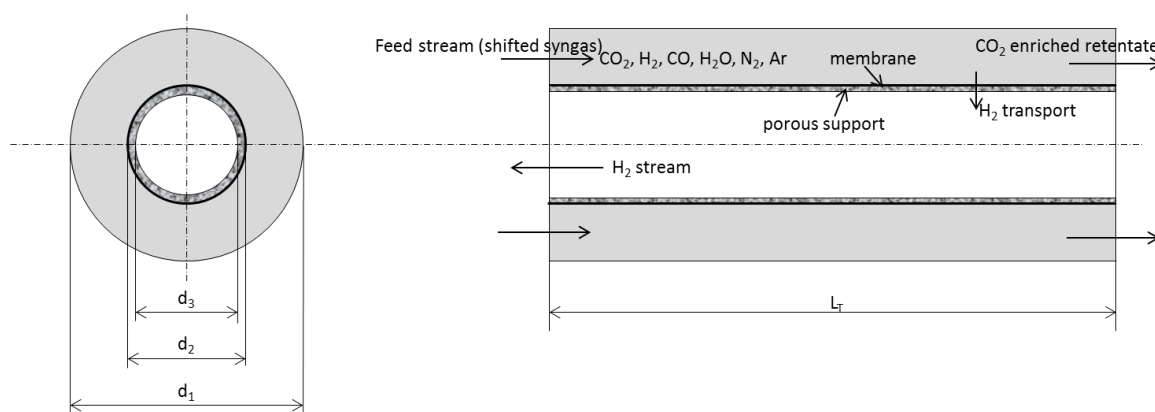 Feed stream (shifted syngas)
CO₂, H₂, CO, H₂O, N₂, Ar
membrane
CO₂ enriched retentate
porous support
H₂ transport
H₂ stream
d₃
d₂
d₁
L_T